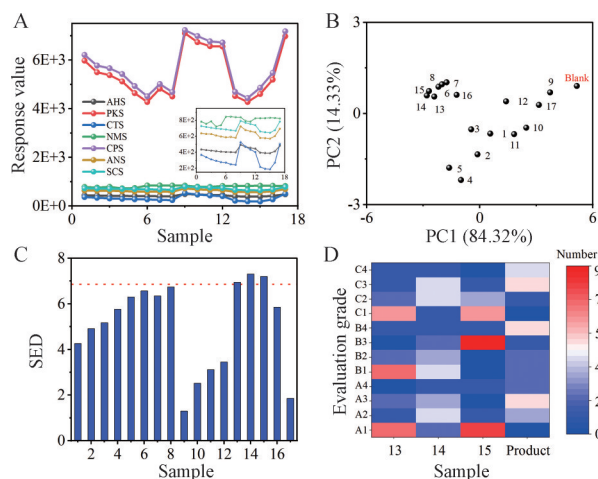 A
Response value
6E+3
4E+3
2E+3
0E+0
AHS
PKS
CTS
NMS
CPS
ANS
SCS
8E+2
6E+2
4E+2
2E+2
0 6 12 18
0 6 12 18
Sample
B
PC2 (14.33%)
3
0
-3
-6 0 6
PC1 (84.32%)
Blank
15
8
7
6
16
14
13
9
12
17
3
1
10
11
2
5
4
C
SED
8
6
4
2
0
2 4 6 8 10 12 14 16
Sample
D
Evaluation grade
C4
C3
C2
C1
B4
B3
B2
B1
A4
A3
A2
A1
13 14 15 Product
Sample
Number
0